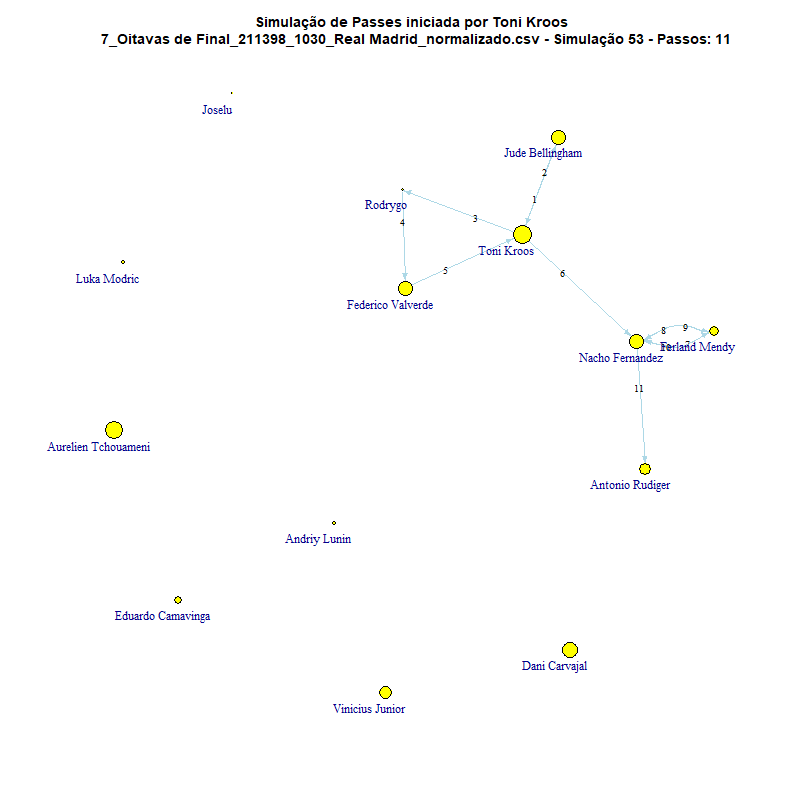 Simulação de Passes iniciada por Toni Kroos
7_Oitavas de Final_211398_1030_Real Madrid_normalizado.csv - Simulação 53 - Passos: 11
Joselu
Jude Bellingham
2
1
Rodrygo
3
4
Toni Kroos
Luka Modric
5
6
Federico Valverde
8
9
7
Nacho Fernandez
Ferland Mendy
11
Aurelien Tchouameni
Antonio Rudiger
Andriy Lunin
Eduardo Camavinga
Dani Carvajal
Vinicius Junior